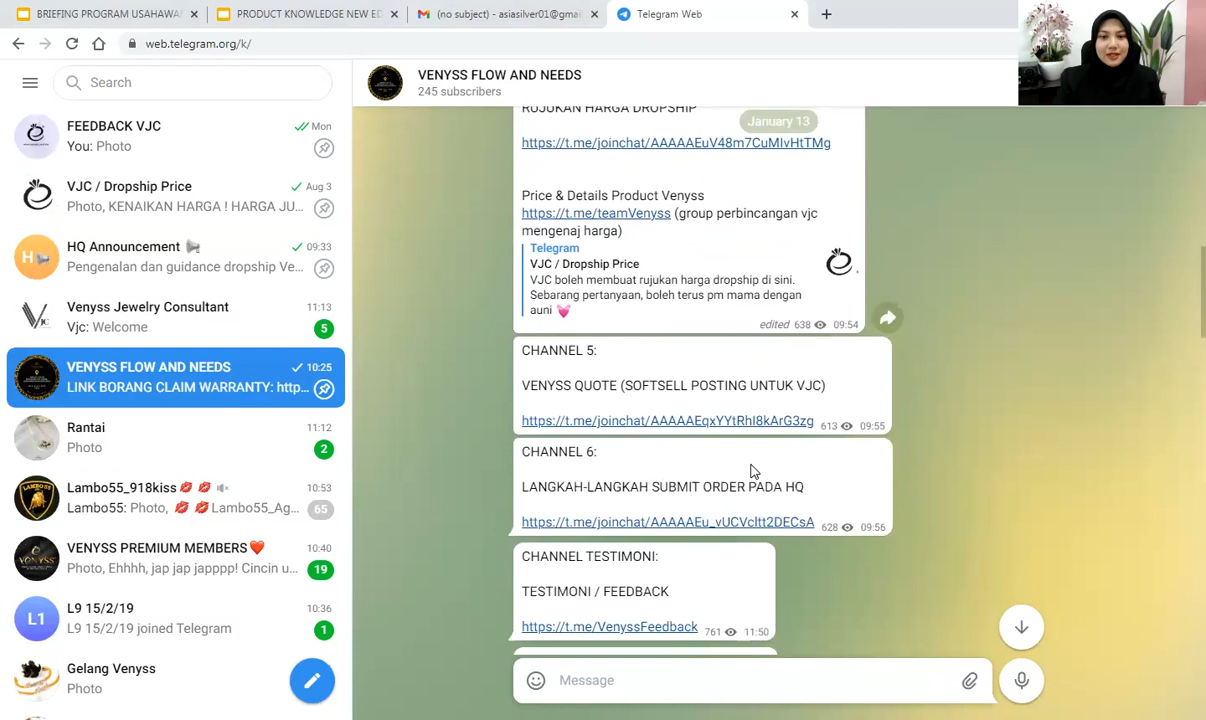 BRIEFING PROGRAM USAHAWA
PRODUCT KNOWLEDGE NEW ED
(no subject) - asiasilver01@gmai
Telegram Web
web.telegram.org/k/
Search
FEEDBACK VJC
Mon
You: Photo
VJC / Dropship Price
Aug 3
Photo, KENAIKAN HARGA ! HARGA JU...
HQ Announcement
09:33
Pengenalan dan guidance dropship Ve...
Venyss Jewelry Consultant
11:13
Vjc: Welcome
5
VENYSS FLOW AND NEEDS
10:25
LINK BORANG CLAIM WARRANTY: http...
Rantai
11:12
Photo
2
Lambo55_918kiss💋 💋
10:53
Lambo55: Photo, 💋 💋Lambo55_Ag...
65
VENYSS PREMIUM MEMBERS❤️
10:40
Photo, Ehhhh, jap jap japppp! Cincin u...
19
L9 15/2/19
10:36
L9 15/2/19 joined Telegram
1
Gelang Venyss
Photo
VENYSS FLOW AND NEEDS
245 subscribers
RUJUKAN HARGA DROPSHIP
January 13
https://t.me/joinchat/AAAAAEuV48m7CuMIvHtTMg
Price & Details Product Venyss
https://t.me/teamVenyss (group perbincangan vjc
mengenaj harga)
Telegram
VJC / Dropship Price
VJC boleh membuat rujukan harga dropship di sini.
Sebarang pertanyaan, boleh terus pm mama dengan
auni 💓
edited 638 09:54
CHANNEL 5:
VENYSS QUOTE (SOFTSELL POSTING UNTUK VJC)
https://t.me/joinchat/AAAAAEqxYYtRhI8kArG3zg
613 09:55
CHANNEL 6:
LANGKAH-LANGKAH SUBMIT ORDER PADA HQ
https://t.me/joinchat/AAAAAEu_vUCVcltt2DECsA
628 09:56
CHANNEL TESTIMONI:
TESTIMONI / FEEDBACK
https://t.me/VenyssFeedback
761 11:50
Message